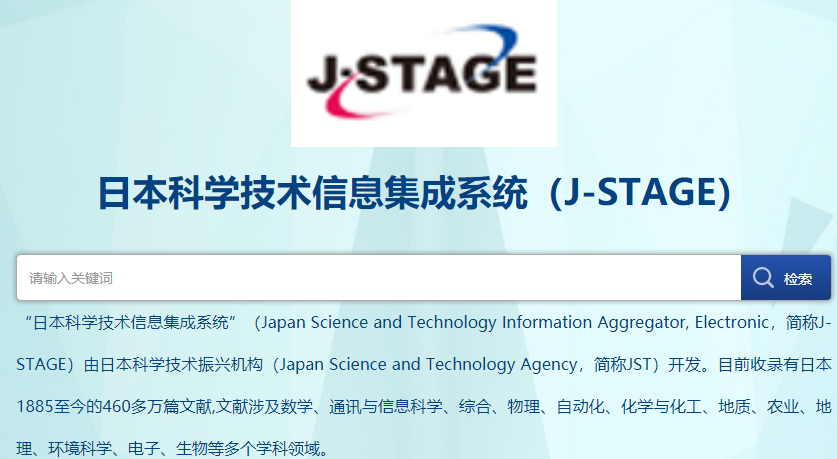 J-STAGE
日本科学技术信息集成系统（J-STAGE）
请输入关键词
检索
“日本科学技术信息集成系统”（Japan Science and Technology Information Aggregator, Electronic，简称J-
STAGE）由日本科学技术振兴机构（Japan Science and Technology Agency，简称JST）开发。目前收录有日本
1885至今的460多万篇文献,文献涉及数学、通讯与信息科学、综合、物理、自动化、化学与化工、地质、农业、地
理、环境科学、电子、生物等多个学科领域。